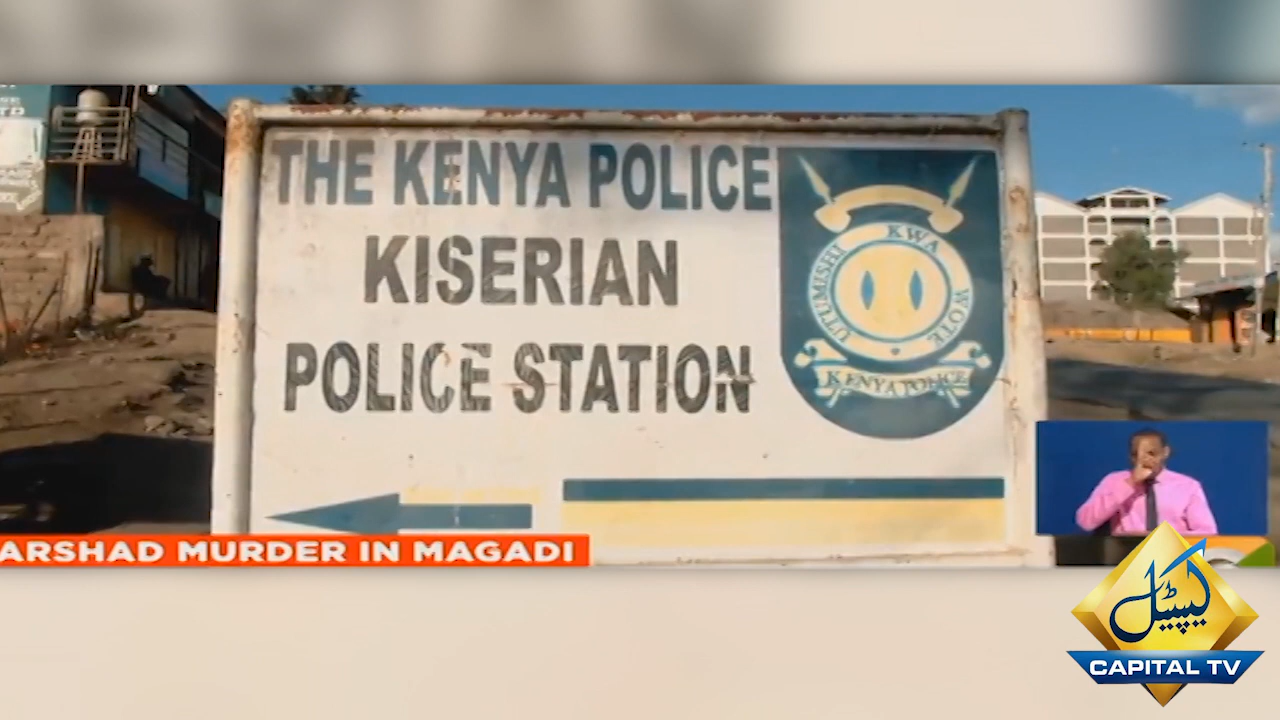 THE KENYA POLICE
KISERIAN
POLICE STATION
UTUMISHI KWA WOTE
KENYA POLICE
ARSHAD MURDER IN MAGADI
کیپیٹل
CAPITAL TV